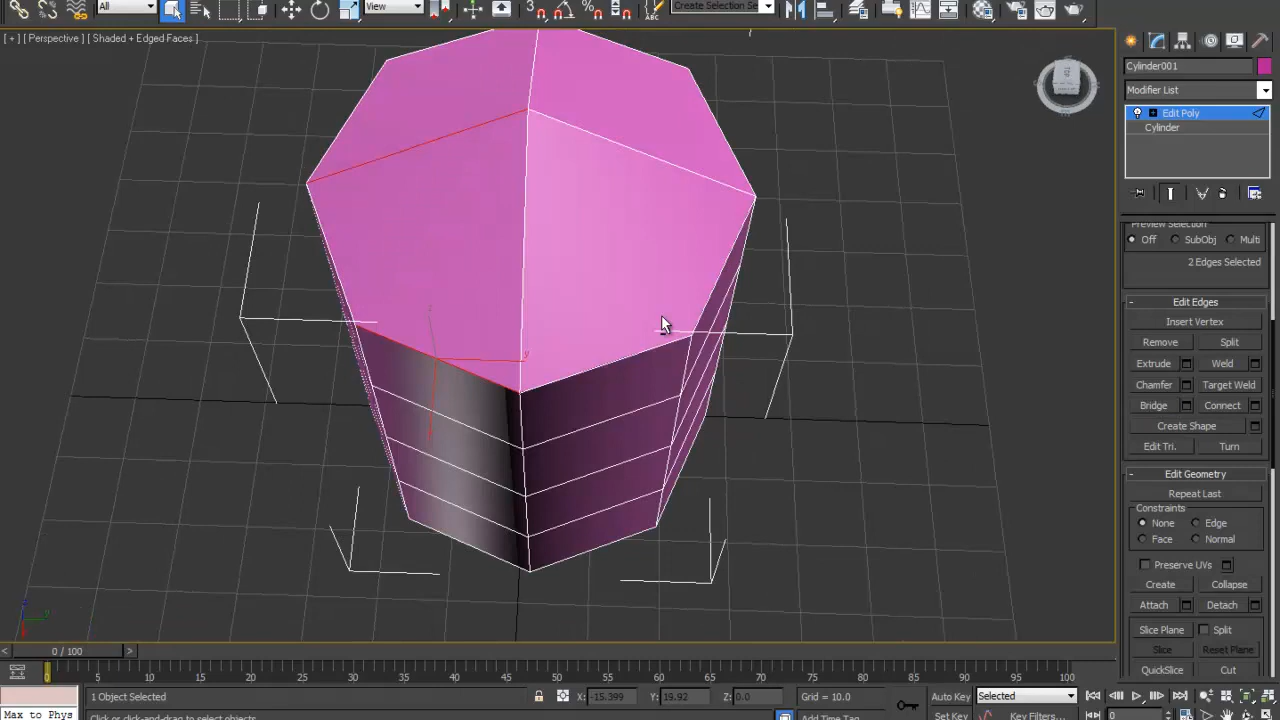 All
View
Create Selection Se
[ + ] [ Perspective ] [ Shaded + Edged Faces ]
TOP
Cylinder001
Modifier List
Edit Poly
Cylinder
Preview Selection
Off SubObj Multi
2 Edges Selected
- Edit Edges
Insert Vertex
Remove Split
Extrude Weld
Chamfer Target Weld
Bridge Connect
Create Shape
Edit Tri. Turn
- Edit Geometry
Repeat Last
Constraints
None Edge
Face Normal
Preserve UVs
Create Collapse
Attach Detach
Slice Plane Split
Slice Reset Plane
QuickSlice Cut
z
y
y
< 0 / 100 >
0 5 10 15 20 25 30 35 40 45 50 55 60 65 70 75 80 85 90 95 100
1 Object Selected X: -15.399 Y: 19.92 Z: 0.0 Grid = 10.0 Auto Key Selected
Max to Phys Click or click-and-drag to select objects Add Time Tag Set Key Key Filters... 0